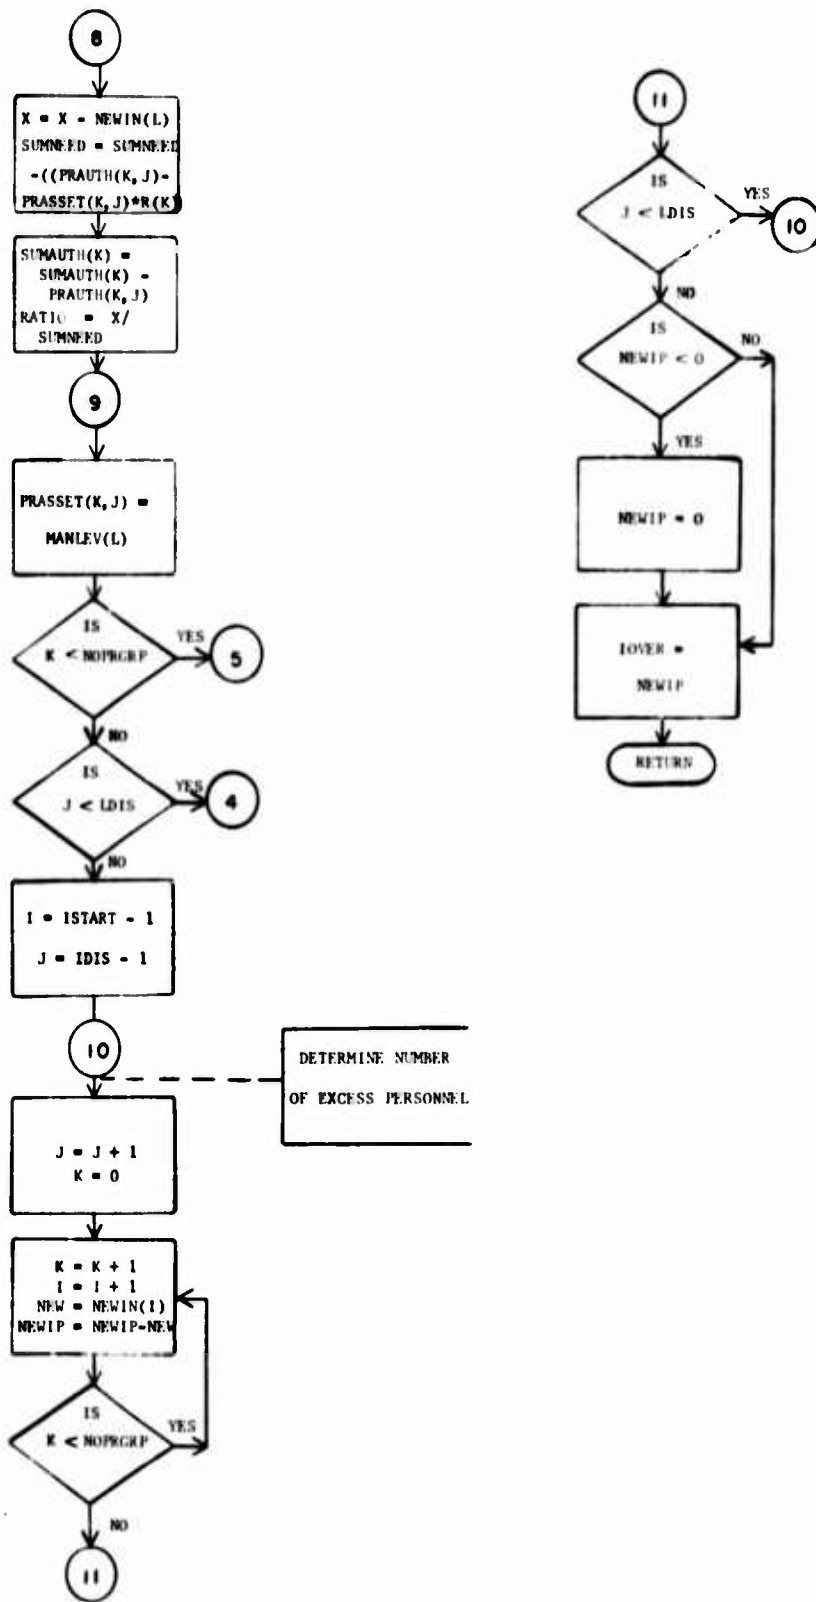 8
X = X - NEWIN(L)
SUMNEED = SUMNEED
-((PRAUTH(K,J)-
PRASSET(K,J)*R(K)
SUMAUTH(K) =
SUMAUTH(K) -
PRAUTH(K,J)
RATIO = X/
SUMNEED
9
PRASSET(K,J) =
MANLEV(L)
IS
K < NOPRGRP
YES
5
NO
IS
J < LDIS
YES
4
NO
I = ISTART - 1
J = IDIS - 1
10
DETERMINE NUMBER
OF EXCESS PERSONNEL
J = J + 1
K = 0
K = K + 1
I = I + 1
NEW = NEWIN(I)
NEWIP = NEWIP-NEW
IS
K < NOPRGRP
YES
NO
11
11
IS
J < LDIS
YES
10
NO
IS
NEWIP < 0
NO
YES
NEWIP = 0
IOVER =
NEWIP
RETURN